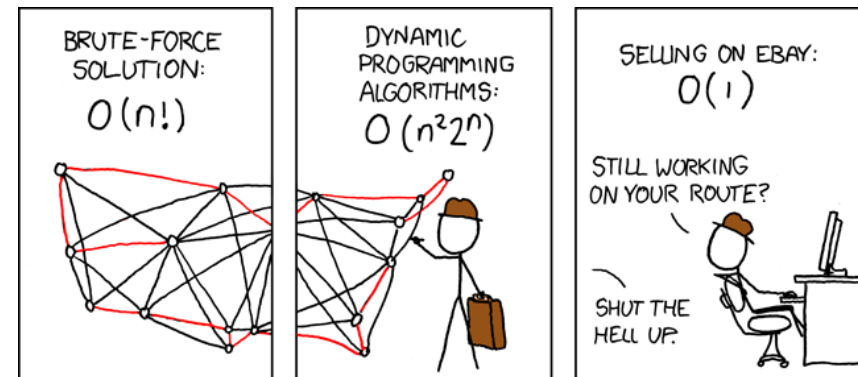 BRUTE-FORCE
SOLUTION:
O(n!)
DYNAMIC
PROGRAMMING
ALGORITHMS:
O(n²2ⁿ)
SELLING ON EBAY:
O(1)
STILL WORKING
ON YOUR ROUTE?
SHUT THE
HELL UP.